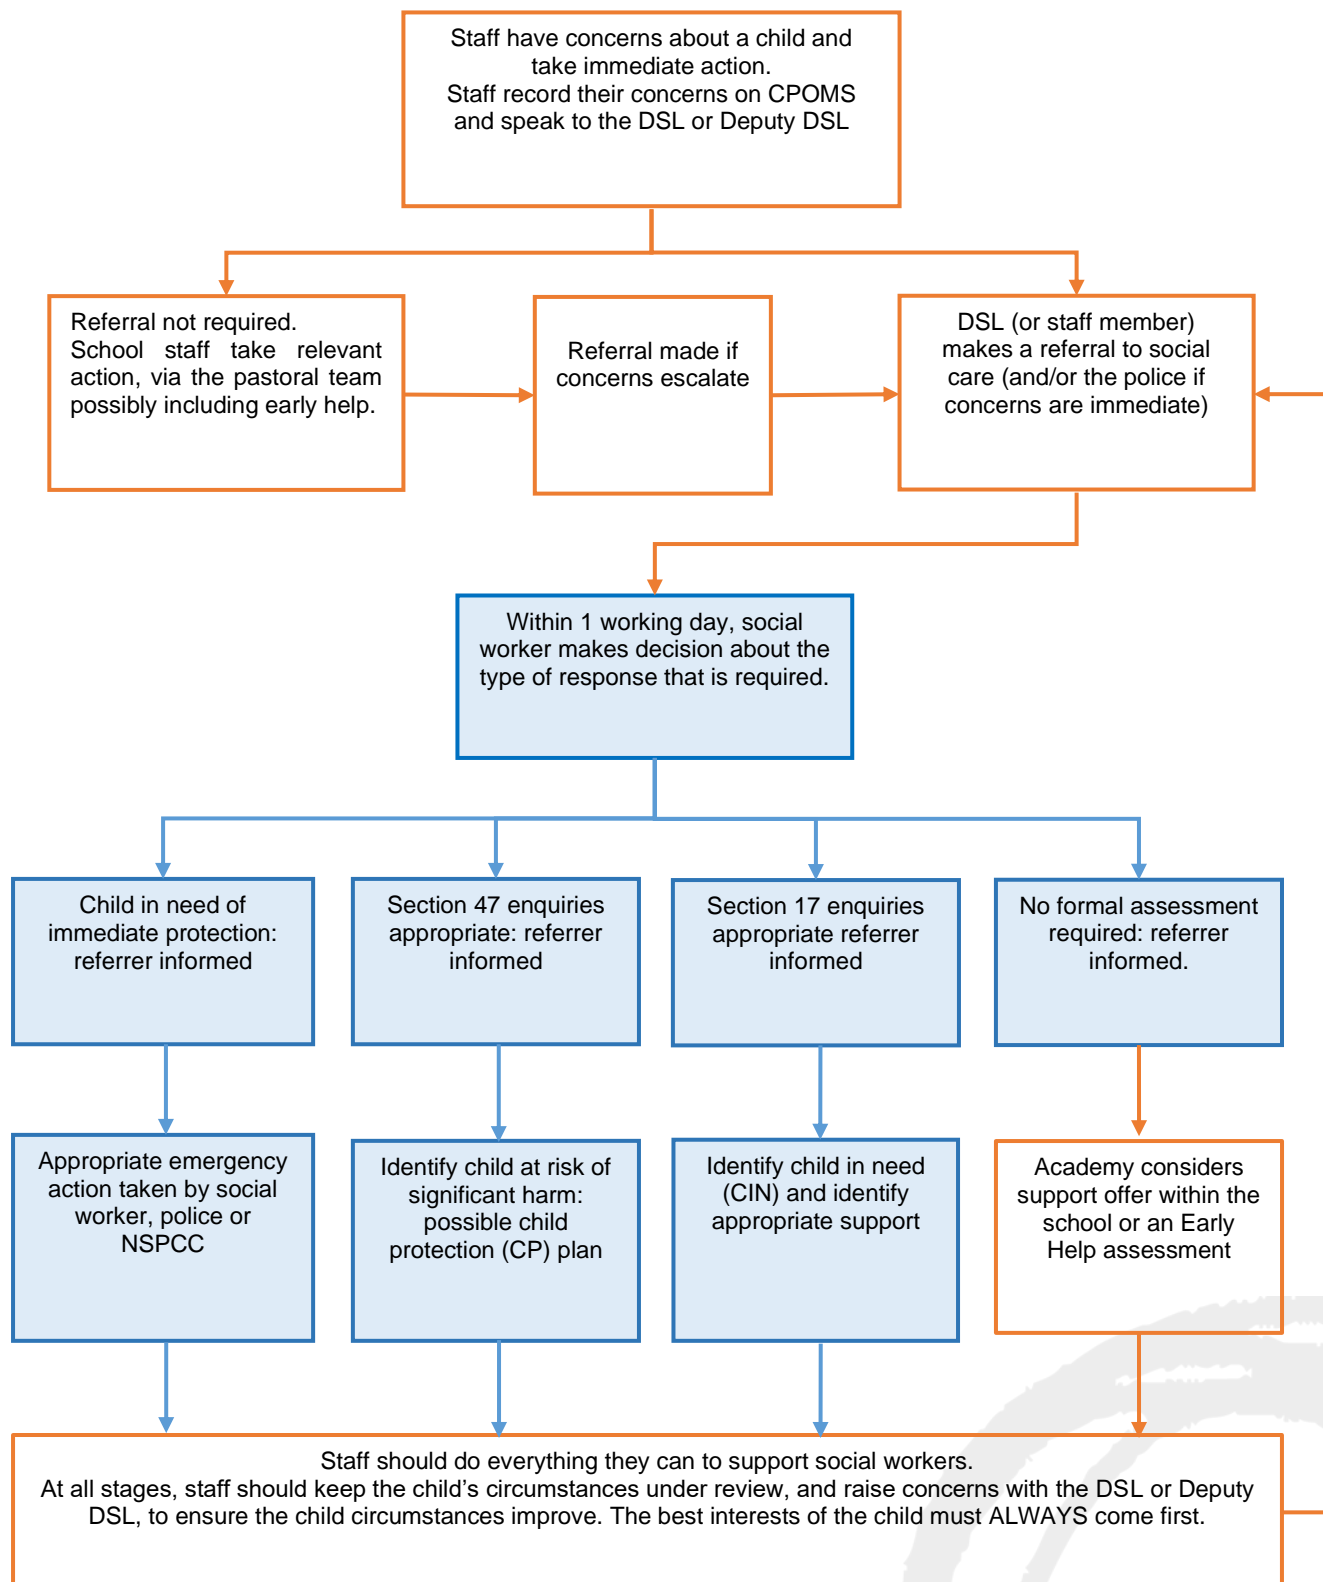 Staff have concerns about a child and
take immediate action.
Staff record their concerns on CPOMS
and speak to the DSL or Deputy DSL
Referral not required.
School staff take relevant
action, via the pastoral team
possibly including early help.
Referral made if
concerns escalate
DSL (or staff member)
makes a referral to social
care (and/or the police if
concerns are immediate)
Within 1 working day, social
worker makes decision about the
type of response that is required.
Child in need of
immediate protection:
referrer informed
Section 47 enquiries
appropriate: referrer
informed
Section 17 enquiries
appropriate referrer
informed
No formal assessment
required: referrer
informed.
Appropriate emergency
action taken by social
worker, police or
NSPCC
Identify child at risk of
significant harm:
possible child
protection (CP) plan
Identify child in need
(CIN) and identify
appropriate support
Academy considers
support offer within the
school or an Early
Help assessment
Staff should do everything they can to support social workers.
At all stages, staff should keep the child’s circumstances under review, and raise concerns with the DSL or Deputy
DSL, to ensure the child circumstances improve. The best interests of the child must ALWAYS come first.